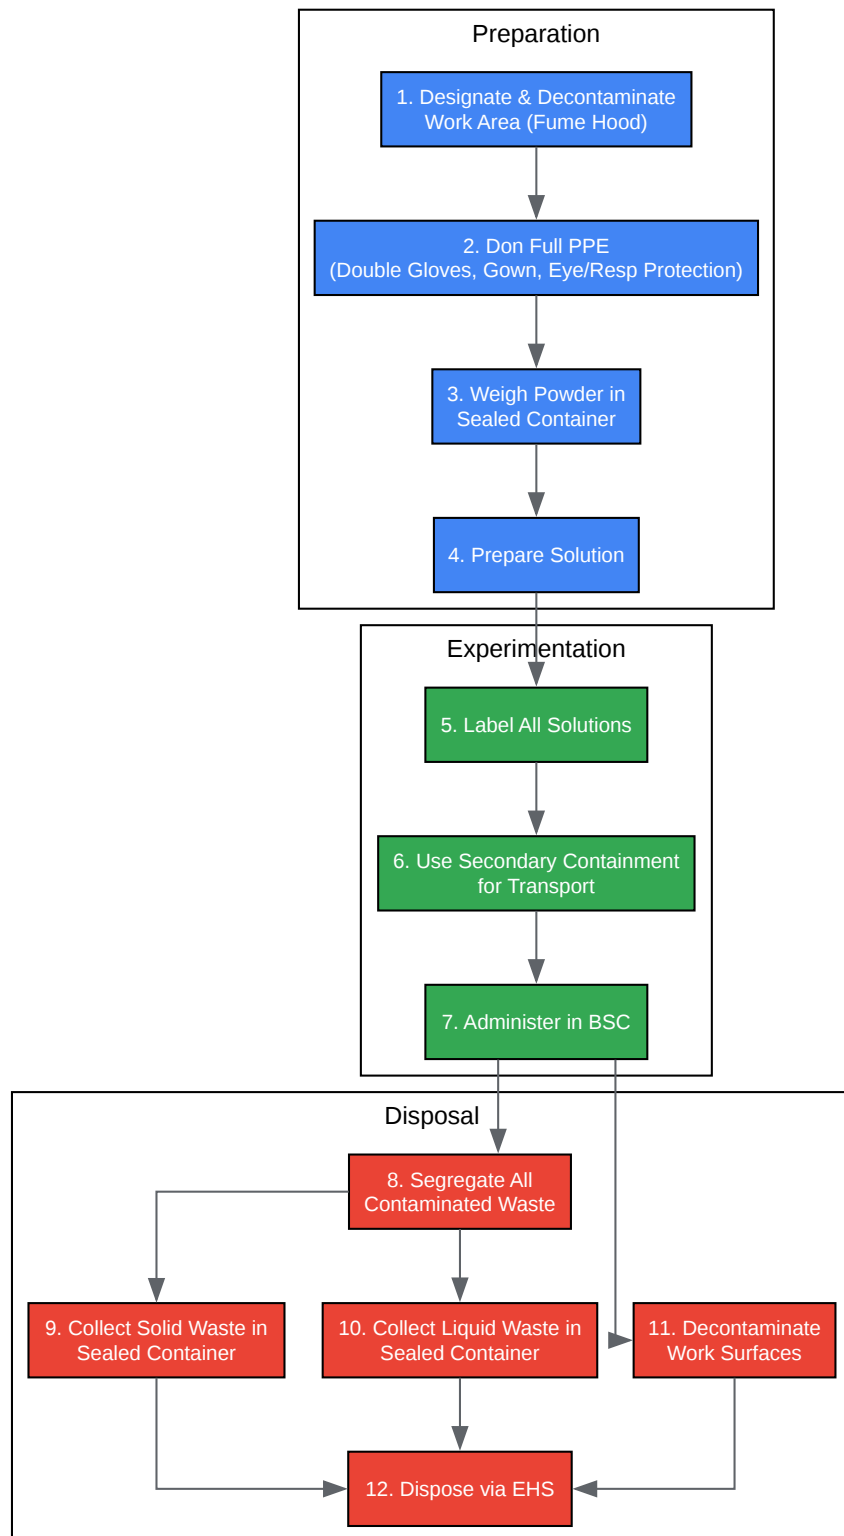 Preparation
1. Designate & Decontaminate
Work Area (Fume Hood)
2. Don Full PPE
(Double Gloves, Gown, Eye/Resp Protection)
3. Weigh Powder in
Sealed Container
4. Prepare Solution
Experimentation
5. Label All Solutions
6. Use Secondary Containment
for Transport
7. Administer in BSC
Disposal
8. Segregate All
Contaminated Waste
9. Collect Solid Waste in
Sealed Container
10. Collect Liquid Waste in
Sealed Container
11. Decontaminate
Work Surfaces
12. Dispose via EHS